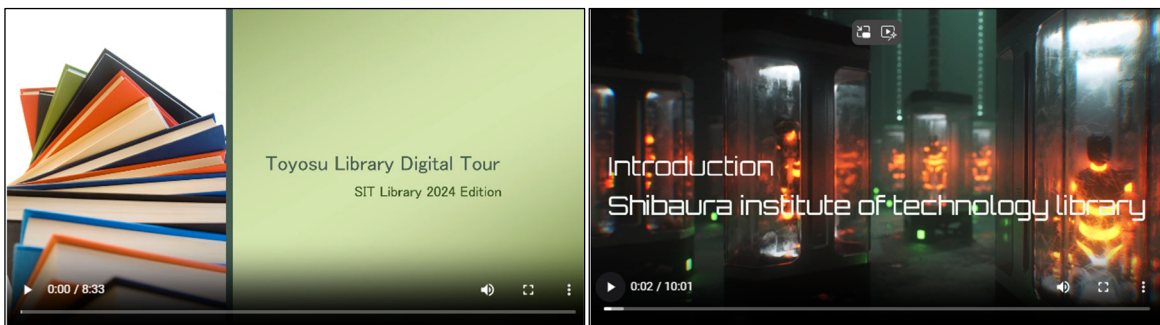 Toyosu Library Digital Tour
SIT Library 2024 Edition
0:00 / 8:33
Introduction
Shibaura institute of technology library
0:02 / 10:01